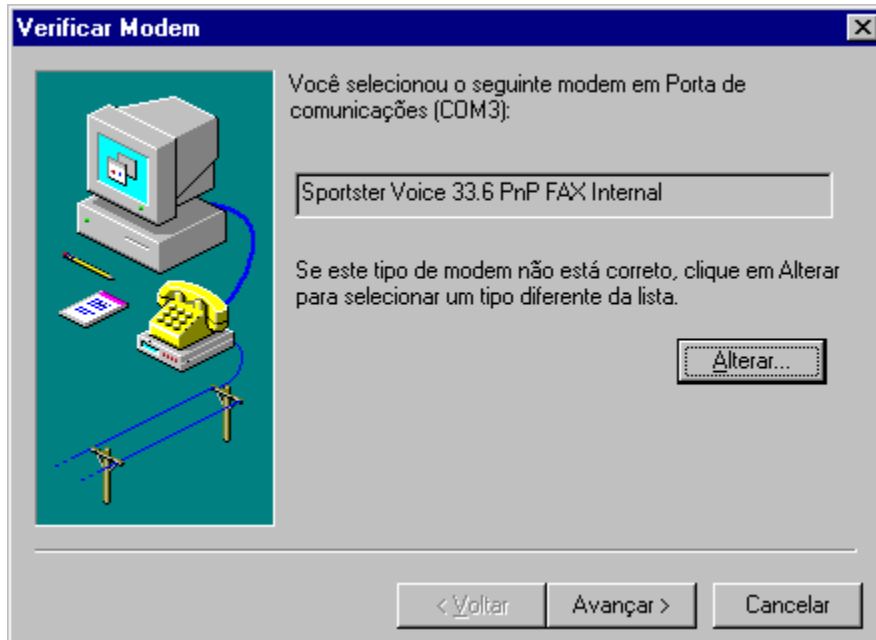 Verificar Modem
Você selecionou o seguinte modem em Porta de
comunicações (COM3):
Sportster Voice 33.6 PnP FAX Internal
Se este tipo de modem não está correto, clique em Alterar
para selecionar um tipo diferente da lista.
Alterar...
< Voltar
Avançar >
Cancelar